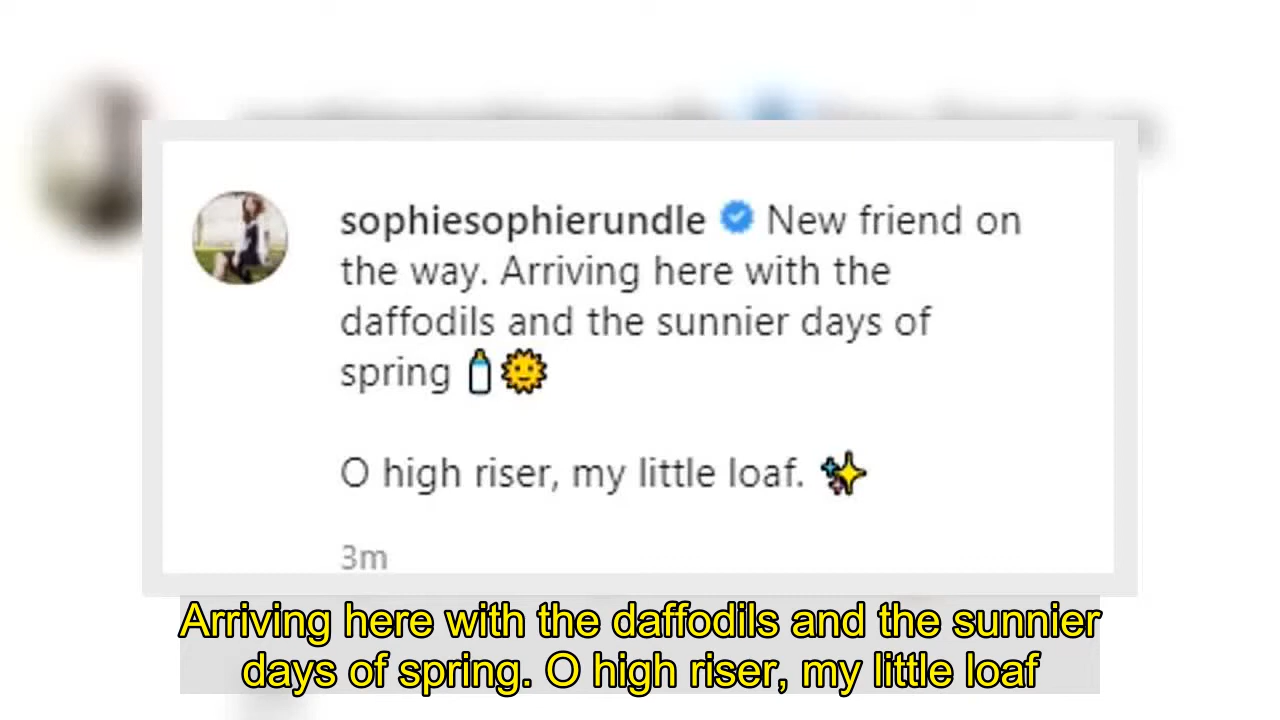 sophiesophierundle New friend on
the way. Arriving here with the
daffodils and the sunnier days of
spring 🍼🌞
O high riser, my little loaf. ✨
3m
Arriving here with the daffodils and the sunnier
days of spring. O high riser, my little loaf